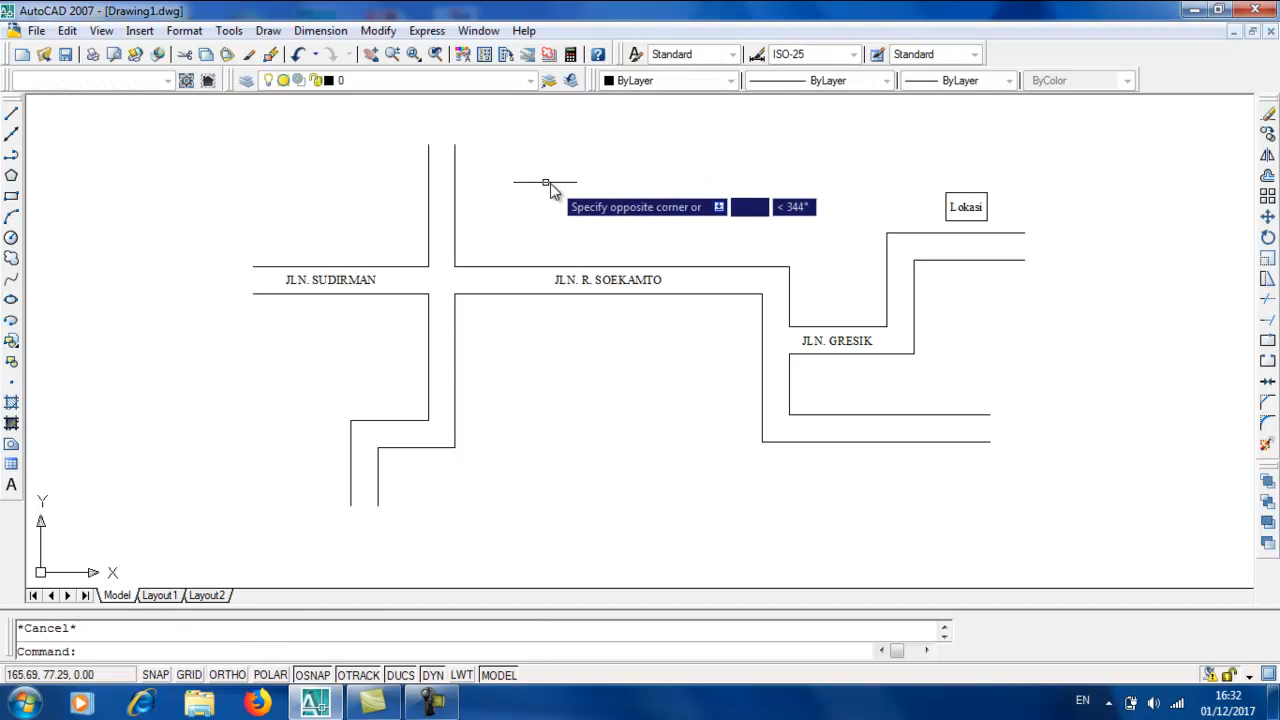 AutoCAD 2007 - [Drawing1.dwg]
File Edit View Insert Format Tools Draw Dimension Modify Express Window Help
Standard ISO-25 Standard
0 ByLayer ByLayer ByLayer ByColor
Specify opposite corner or < 344°
Lokasi
JLN. SUDIRMAN JLN. R. SOEKAMTO
JLN. GRESIK
A
Y
X
Model Layout1 Layout2
*Cancel*
Command:
165.69, 77.29, 0.00 SNAP GRID ORTHO POLAR OSNAP OTRACK DUCS DYN LWT MODEL
EN 16:32
01/12/2017